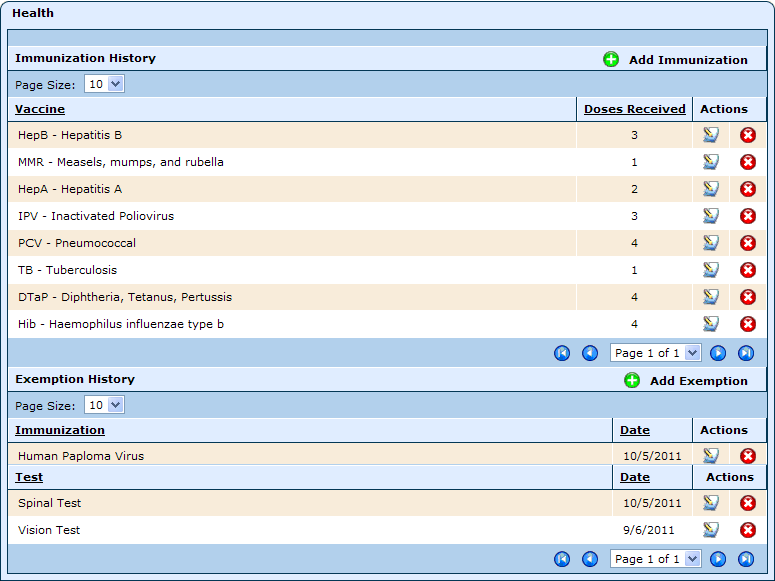 Health
Immunization History Add Immunization
Page Size: 10
Vaccine Doses Received Actions
HepB - Hepatitis B 3
MMR - Measels, mumps, and rubella 1
HepA - Hepatitis A 2
IPV - Inactivated Poliovirus 3
PCV - Pneumococcal 4
TB - Tuberculosis 1
DTaP - Diphtheria, Tetanus, Pertussis 4
Hib - Haemophilus influenzae type b 4
Page 1 of 1
Exemption History Add Exemption
Page Size: 10
Immunization Date Actions
Human Paploma Virus 10/5/2011
Test Date Actions
Spinal Test 10/5/2011
Vision Test 9/6/2011
Page 1 of 1